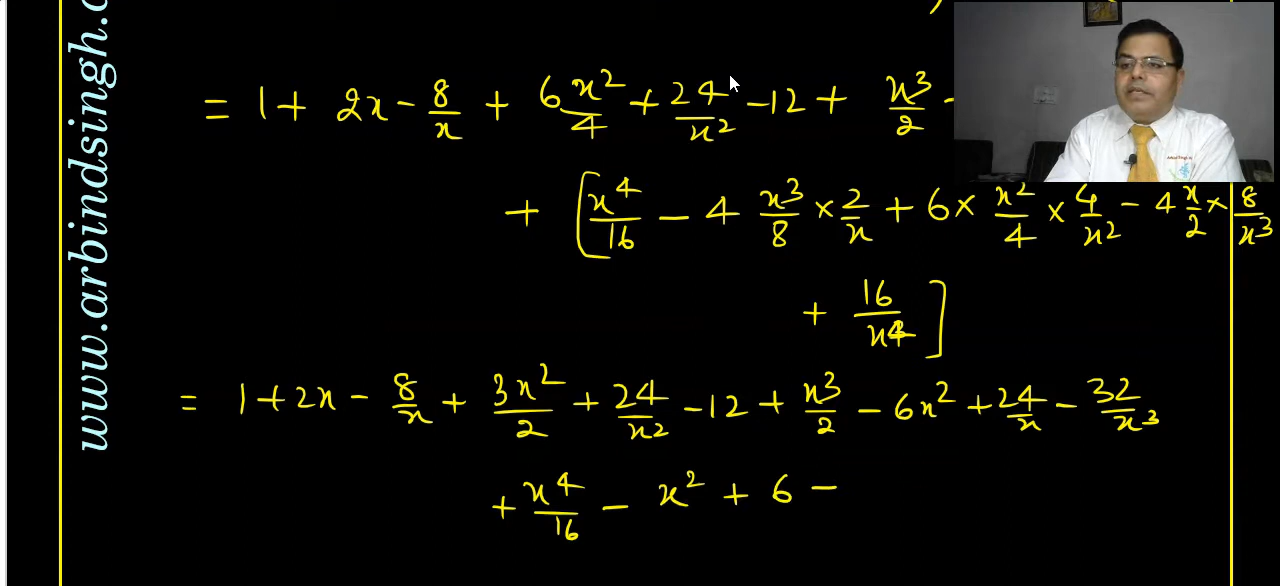 www.arbindsingh.c
= 1 + 2x - 8/x + 6x²/4 + 24/x² - 12 + x³/2 -
+ [x⁴/16 - 4 x³/8 × 2/x + 6 × x²/4 × 4/x² - 4 x/2 × 8/x³
+ 16/x⁴]
= 1 + 2x - 8/x + 3x²/2 + 24/x² - 12 + x³/2 - 6x² + 24/x - 32/x³
+ x⁴/16 - x² + 6 -